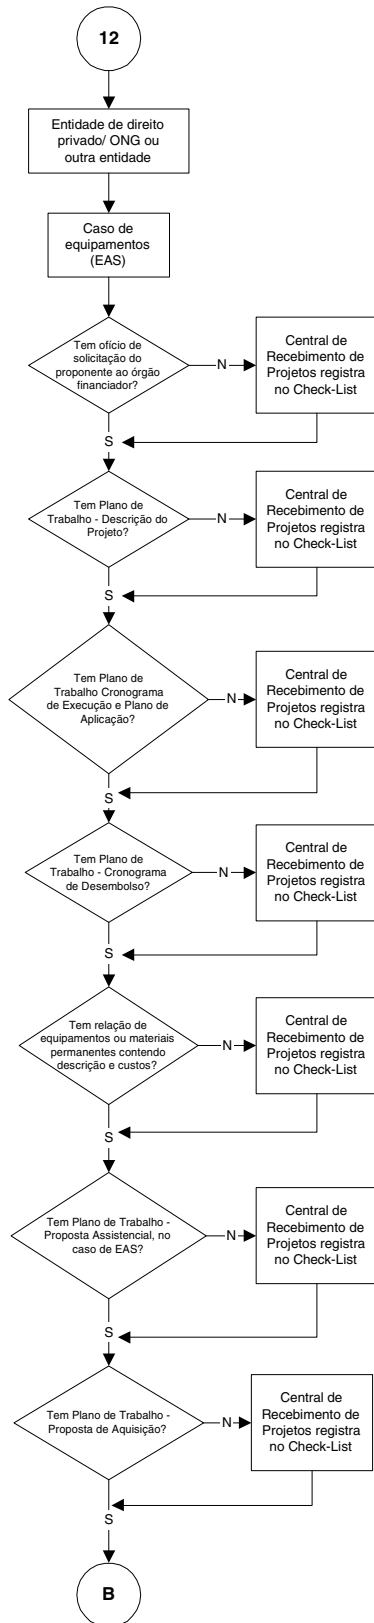 12
Entidade de direito
privado/ ONG ou
outra entidade
Caso de
equipamentos
(EAS)
Tem ofício de
solicitação do
proponente ao órgão
financiador?
N
Central de
Recebimento de
Projetos registra
no Check-List
S
Tem Plano de
Trabalho - Descrição do
Projeto?
N
Central de
Recebimento de
Projetos registra
no Check-List
S
Tem Plano de
Trabalho Cronograma
de Execução e Plano de
Aplicação?
N
Central de
Recebimento de
Projetos registra
no Check-List
S
Tem Plano de
Trabalho - Cronograma
de Desembolso?
N
Central de
Recebimento de
Projetos registra
no Check-List
S
Tem relação de
equipamentos ou materiais
permanentes contendo
descrição e custos?
N
Central de
Recebimento de
Projetos registra
no Check-List
S
Tem Plano de Trabalho -
Proposta Assistencial, no
caso de EAS?
N
Central de
Recebimento de
Projetos registra
no Check-List
S
Tem Plano de Trabalho -
Proposta de Aquisição?
N
Central de
Recebimento de
Projetos registra
no Check-List
S
B